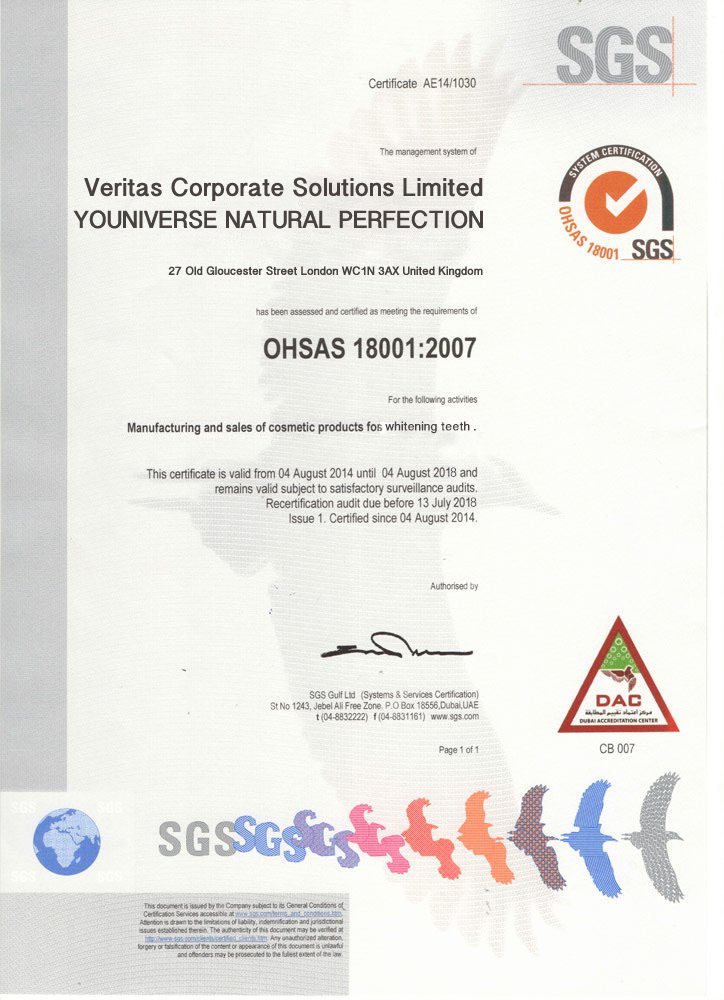 SGS
Certificate AE14/1030
The management system of
Veritas Corporate Solutions Limited
YOUNIVERSE NATURAL PERFECTION
27 Old Gloucester Street London WC1N 3AX United Kingdom
SYSTEM CERTIFICATION
OHSAS 18001
SGS
has been assessed and certified as meeting the requirements of
OHSAS 18001:2007
For the following activities
Manufacturing and sales of cosmetic products for whitening teeth .
This certificate is valid from 04 August 2014 until 04 August 2018 and
remains valid subject to satisfactory surveillance audits.
Recertification audit due before 13 July 2018
Issue 1. Certified since 04 August 2014.
Authorised by
SGS Gulf Ltd (Systems & Services Certification)
St No 1243, Jebel Ali Free Zone. P.O Box 18556,Dubai,UAE
t (04-8832222) f (04-8831161) www.sgs.com
Page 1 of 1
DAC
مركز اعتماد تقييم المطابقة
DUBAI ACCREDITATION CENTER
CB 007
SGS SGS
SGS SGS
SGS SGS SGS SGS
This document is issued by the Company subject to its General Conditions of
Certification Services accessible at www.sgs.com/terms_and_conditions.htm.
Attention is drawn to the limitations of liability, indemnification and jurisdictional
issues established therein. The authenticity of this document may be verified at
http://www.sgs.com/clients/certified_clients.htm. Any unauthorized alteration,
forgery or falsification of the content or appearance of this document is unlawful
and offenders may be prosecuted to the fullest extent of the law.